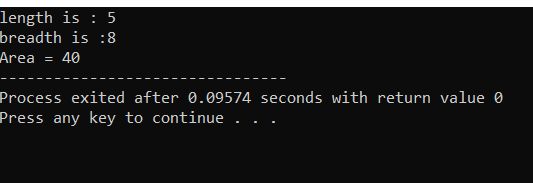 length is : 5
breadth is :8
Area = 40
--------------------------------
Process exited after 0.09574 seconds with return value 0
Press any key to continue . . .